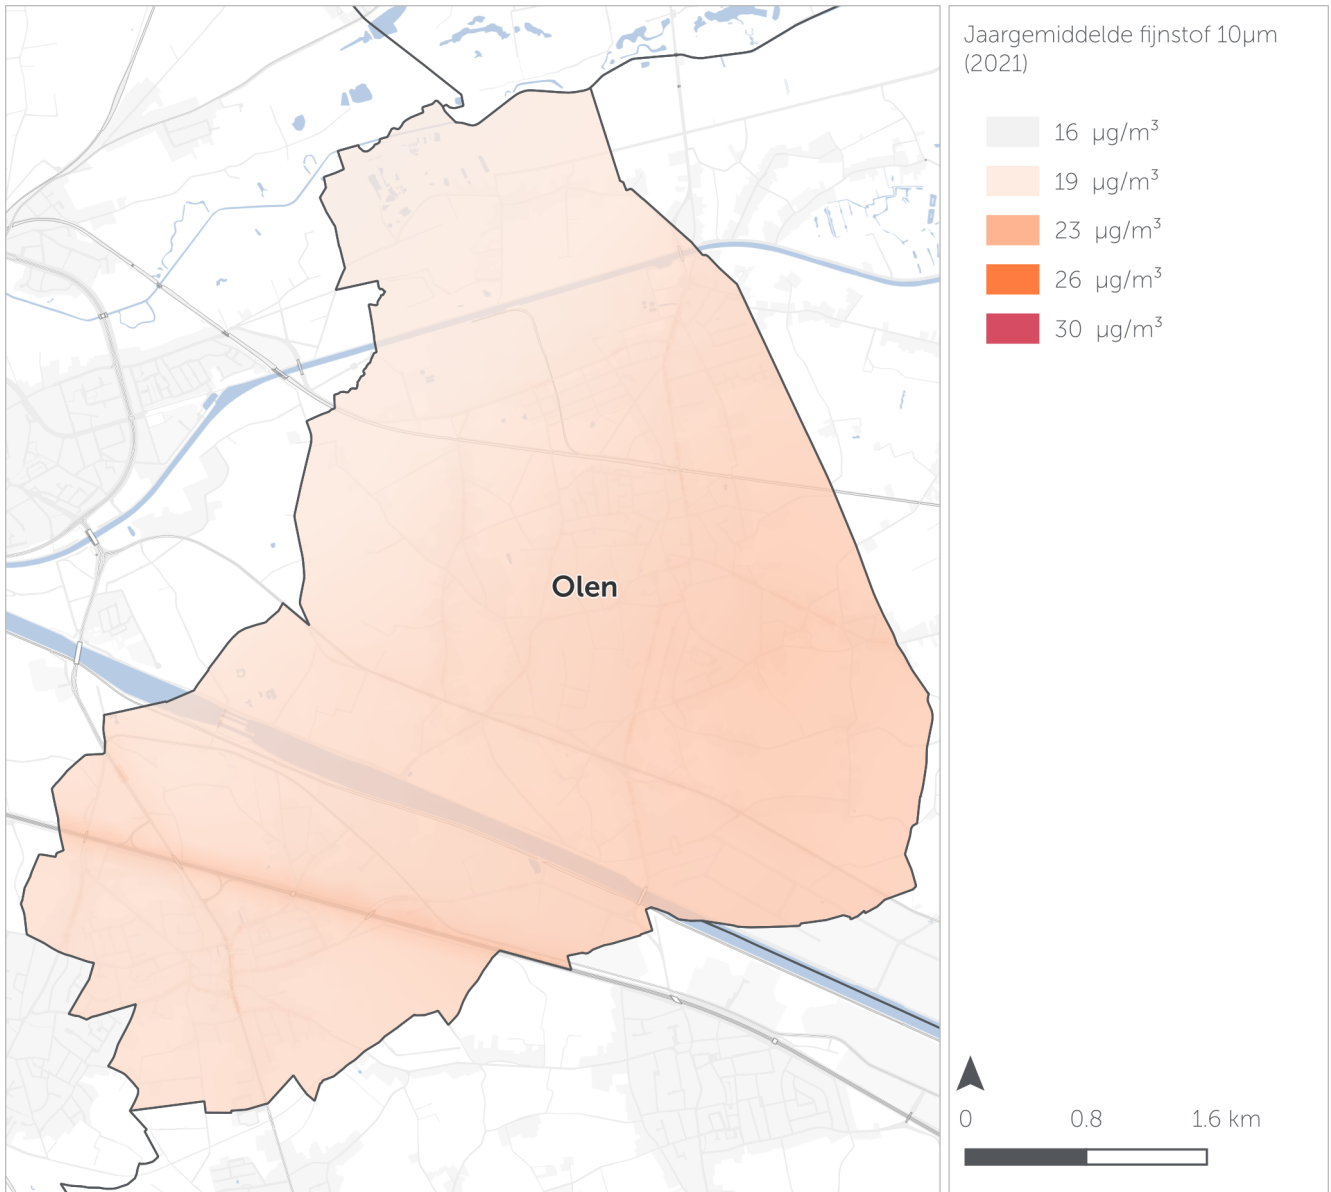 Jaargemiddelde fijnstof 10µm
(2021)
16 µg/m³
19 µg/m³
23 µg/m³
26 µg/m³
30 µg/m³
Olen
0 0.8 1.6 km